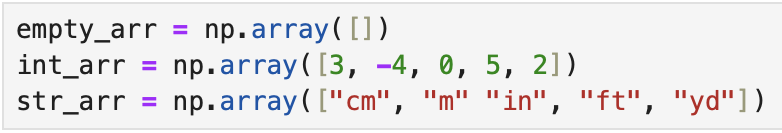 empty_arr = np.array([])
int_arr = np.array([3, -4, 0, 5, 2])
str_arr = np.array(["cm", "m" "in", "ft", "yd"])